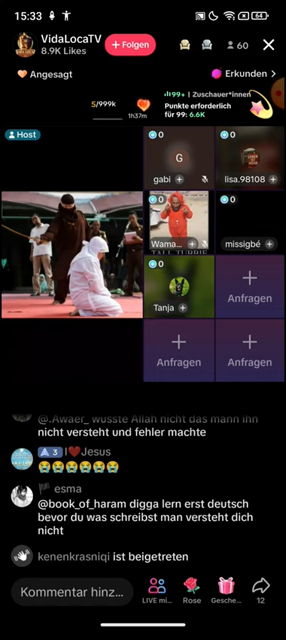 15:33
64
VidaLocaTV
8.9K Likes
+ Folgen
60
Angesagt
Erkunden >
5/999k
1h37m
99+ | Zuschauer*innen
Punkte erforderlich
für 99: 6.6K
Host
0
G
gabi
0
lisa.98108
0
Wama...
0
missigbé
0
Tanja
Anfragen
Anfragen
Anfragen
@.Awaer_ wusste Allah nicht das mann ihn
nicht versteht und fehler machte
A 3 I❤️Jesus
😭😭😭😭😭😭
esma
@book_of_haram digga lern erst deutsch
bevor du was schreibst man versteht dich
nicht
kenenkrasniqi ist beigetreten
Kommentar hinz...
LIVE mi...
Rose
Gesche...
12